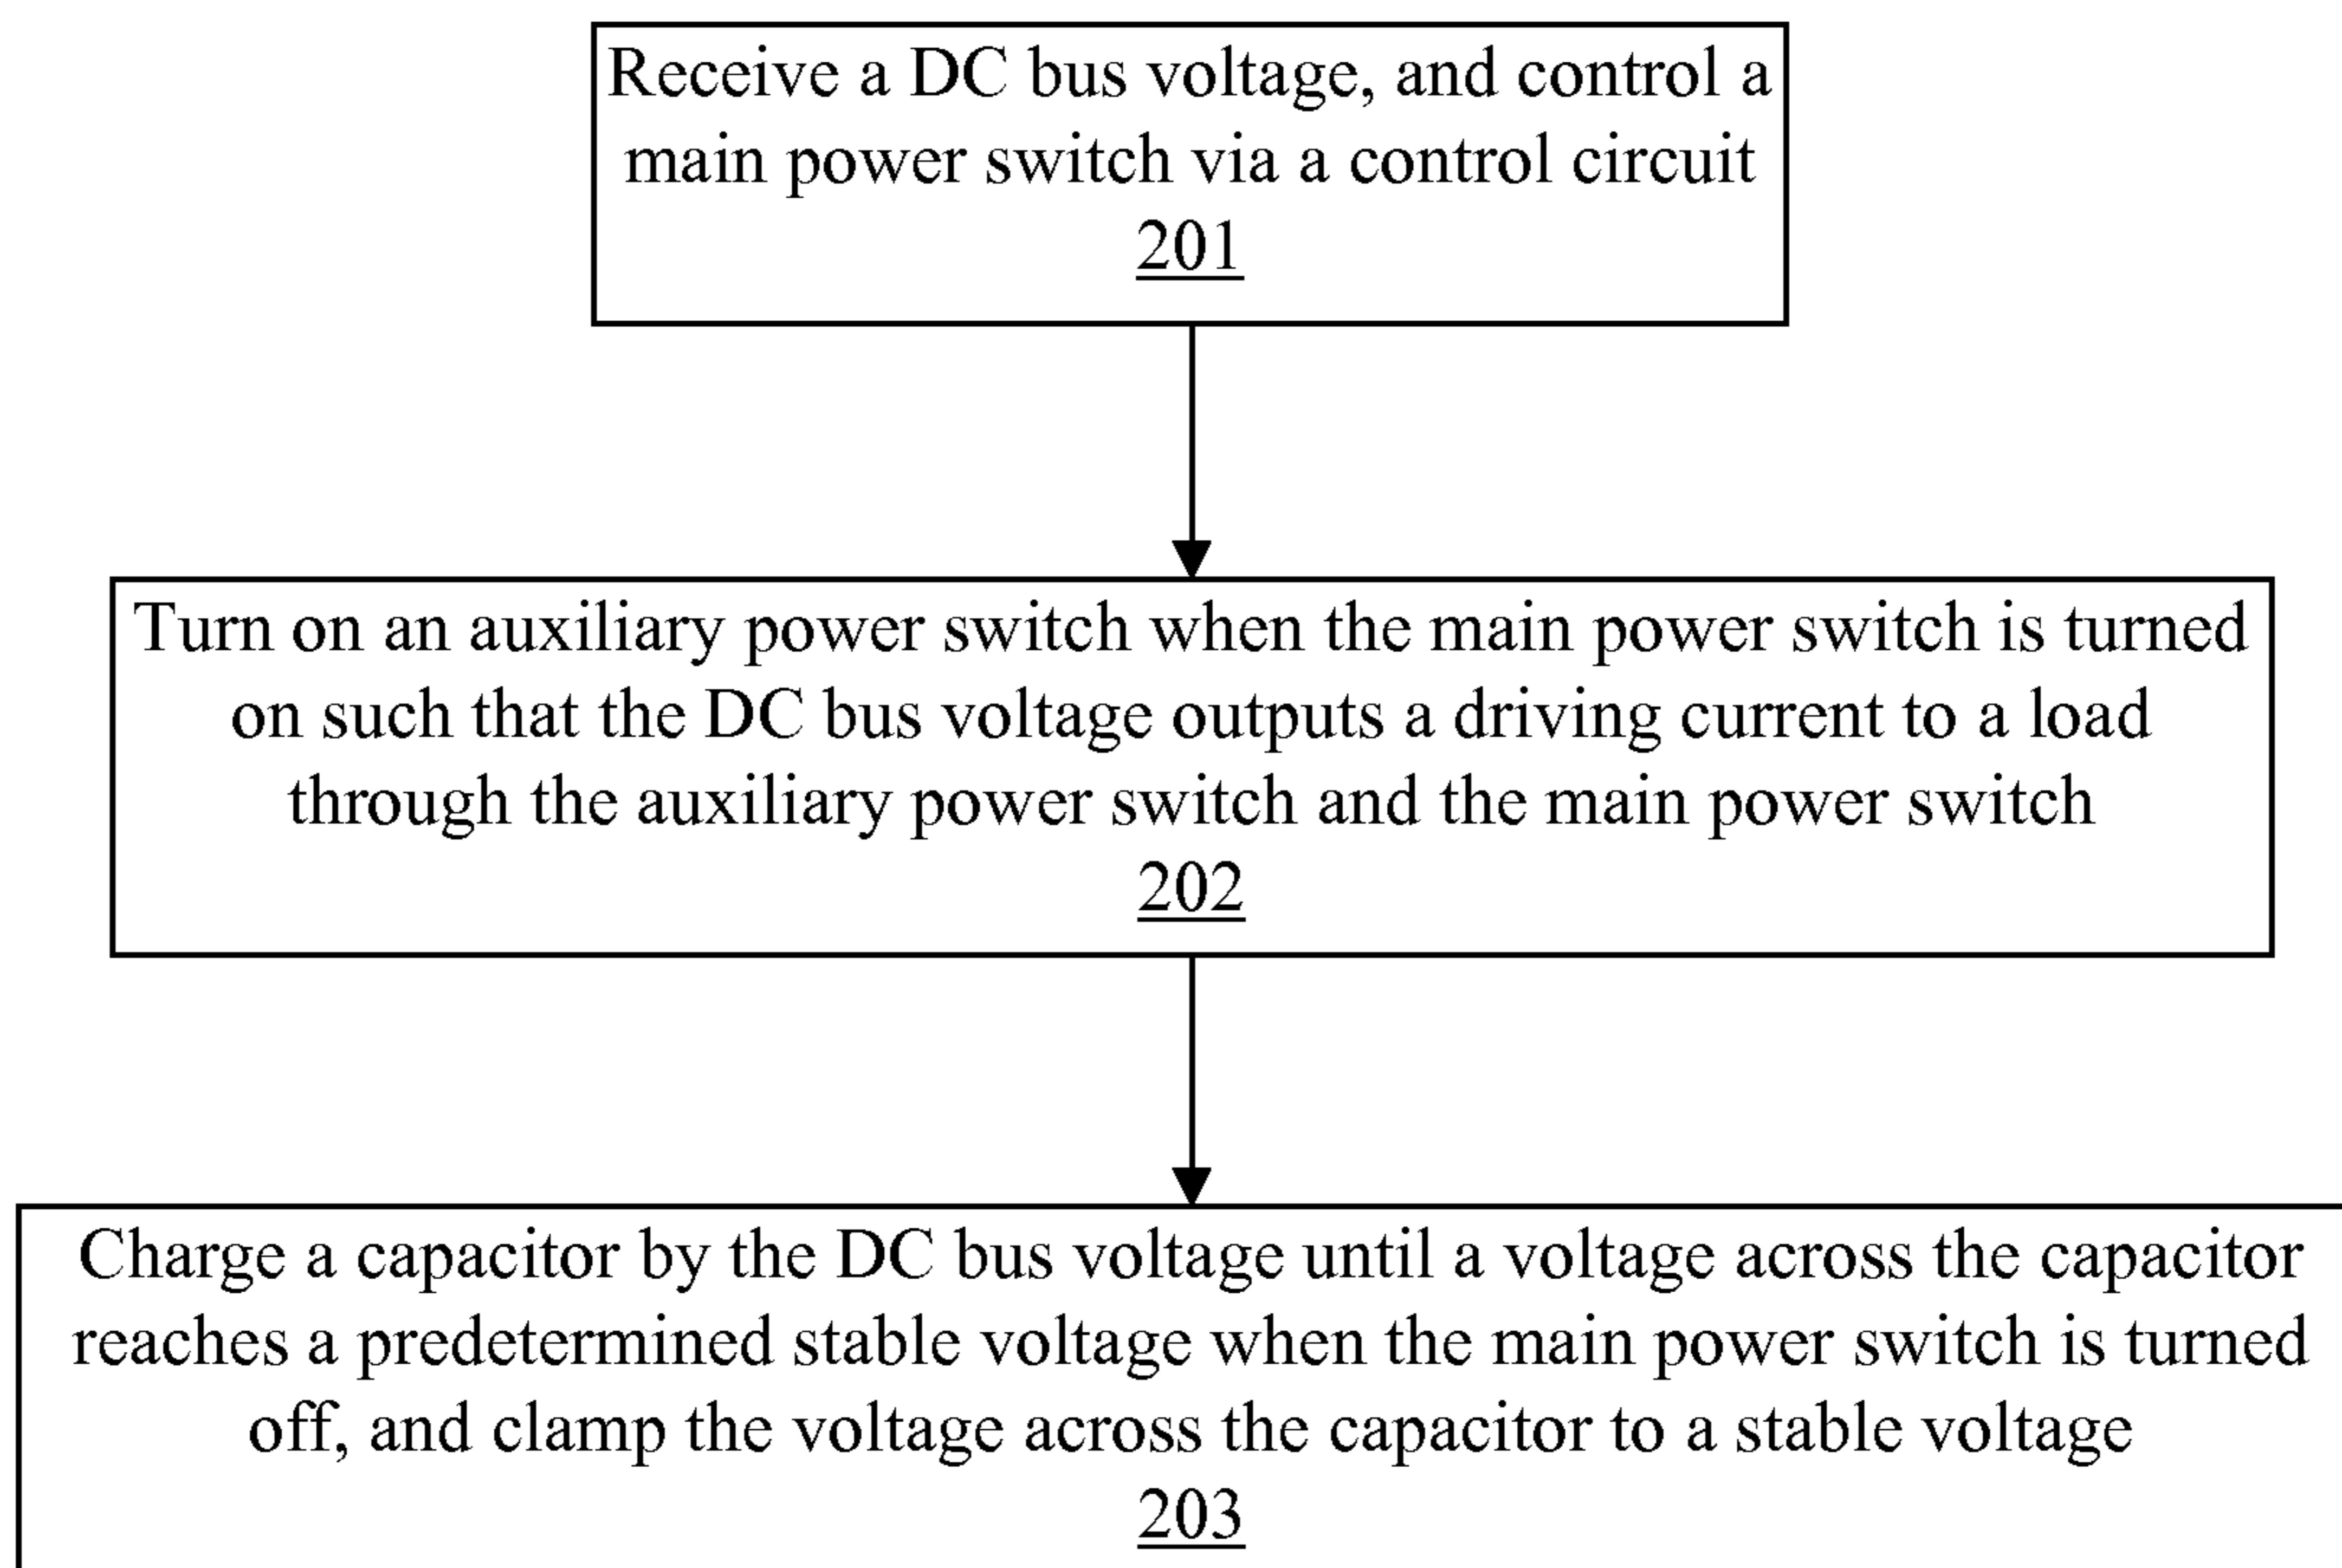 Receive a DC bus voltage, and control a
main power switch via a control circuit
201
Turn on an auxiliary power switch when the main power switch is turned
on such that the DC bus voltage outputs a driving current to a load
through the auxiliary power switch and the main power switch
202
Charge a capacitor by the DC bus voltage until a voltage across the capacitor
reaches a predetermined stable voltage when the main power switch is turned
off, and clamp the voltage across the capacitor to a stable voltage
203